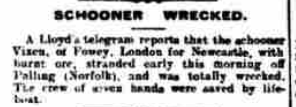 SCHOONER WRECKED.
A Lloyd's telegram reports that the schooner
Vixen, of Fowey, London for Newcastle, with
burnt ore, stranded early this morning off
Palling (Norfolk), and was totally wrecked.
The crew of seven hands were saved by life-
boat.